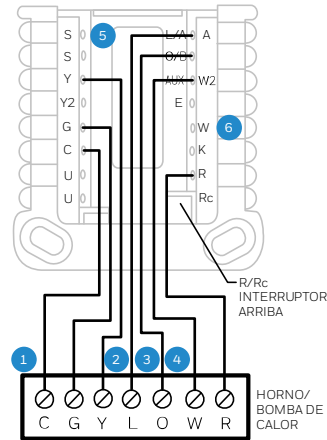 S 5 L/A A
S O/B
Y AUX W2
Y2 E
G W 6
C K
U R
U Rc
R/Rc
INTERRUPTOR
ARRIBA
1 2 3 4
C G Y L O W R
HORNO/
BOMBA DE
CALOR